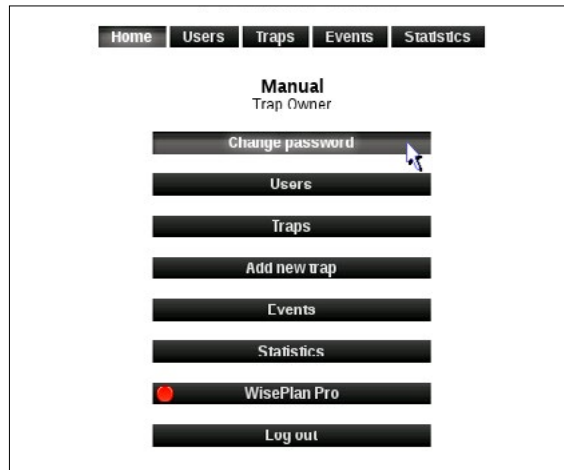 Home Users Traps Events Statistics
Manual
Trap Owner
Change password
Users
Traps
Add new trap
Events
Statistics
WisePlan Pro
Log out